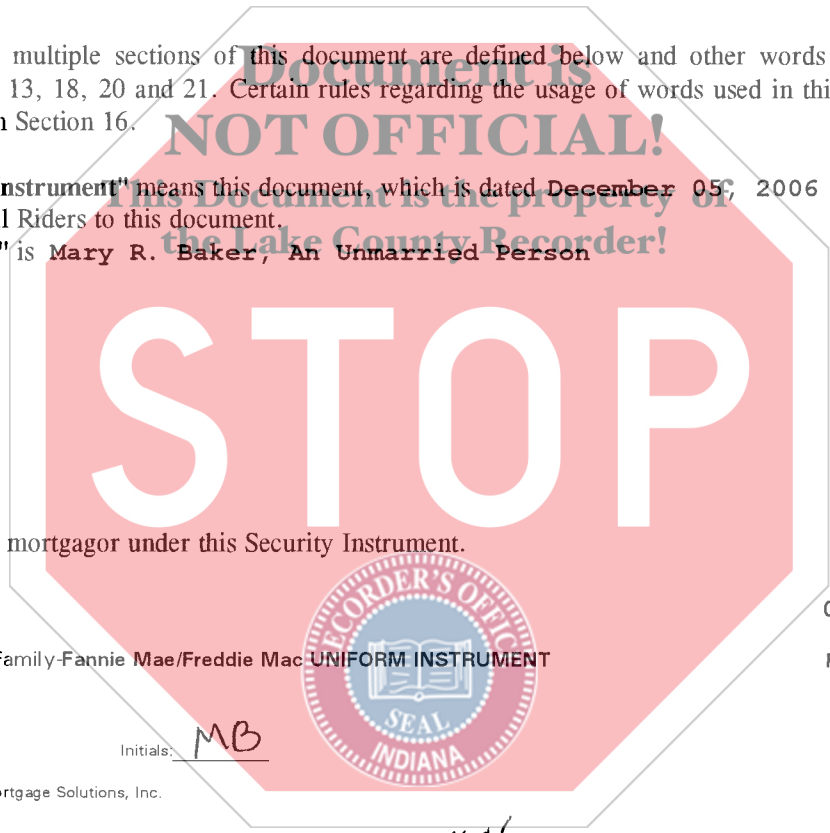 multiple sections of this document are defined below and other words
Document is
13, 18, 20 and 21. Certain rules regarding the usage of words used in thi
n Section 16.
NOT OFFICIAL!
nstrument" means this document, which is dated December 05, 2006
This Document is the property of
l Riders to this document.
the Lake County Recorder!
" is Mary R. Baker, An Unmarried Person
STOP
mortgagor under this Security Instrument.
RECORDER'S OFFICE
Family-Fannie Mae/Freddie Mac UNIFORM INSTRUMENT
SEAL
INDIANA
Initials: MB
ortgage Solutions, Inc.